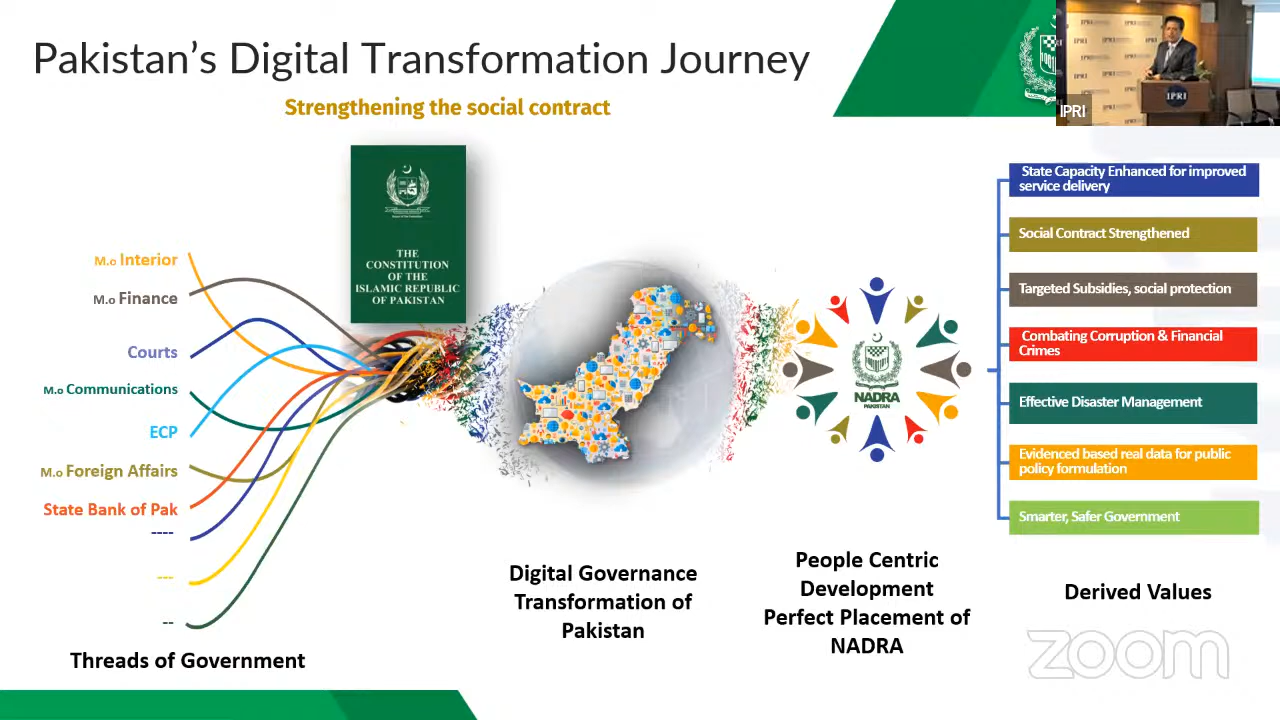 Pakistan's Digital Transformation Journey
Strengthening the social contract
IPRI
IPRI
THE
CONSTITUTION
OF THE
ISLAMIC REPUBLIC
OF PAKISTAN
M.o Interior
M.o Finance
Courts
M.o Communications
ECP
M.o Foreign Affairs
State Bank of Pak
----
---
--
Threads of Government
Digital Governance
Transformation of
Pakistan
NADRA
PAKISTAN
People Centric
Development
Perfect Placement of
NADRA
State Capacity Enhanced for improved
service delivery
Social Contract Strengthened
Targeted Subsidies, social protection
Combating Corruption & Financial
Crimes
Effective Disaster Management
Evidenced based real data for public
policy formulation
Smarter, Safer Government
Derived Values
zoom